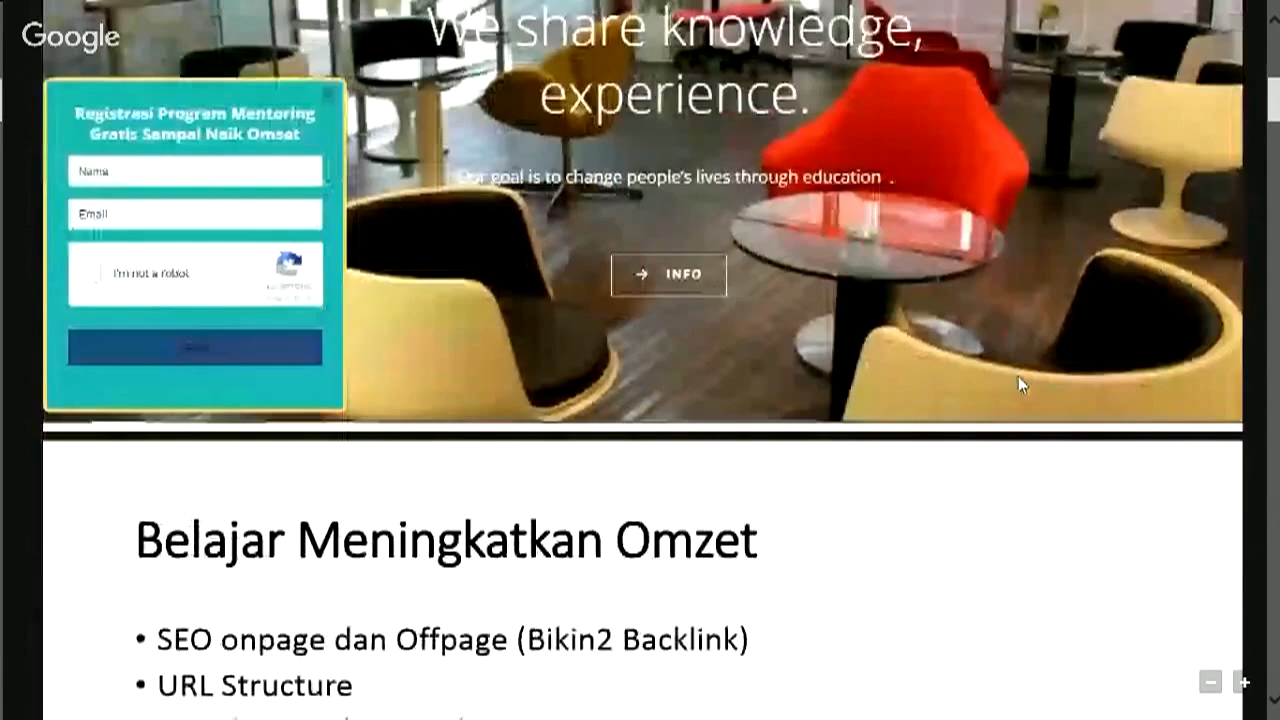 Google
We share knowledge,
experience.
Our goal is to change people's lives through education .
INFO
Registrasi Program Mentoring
Gratis Sampai Naik Omset
Nama
Email
I'm not a robot
Belajar Meningkatkan Omzet
• SEO onpage dan Offpage (Bikin2 Backlink)
• URL Structure